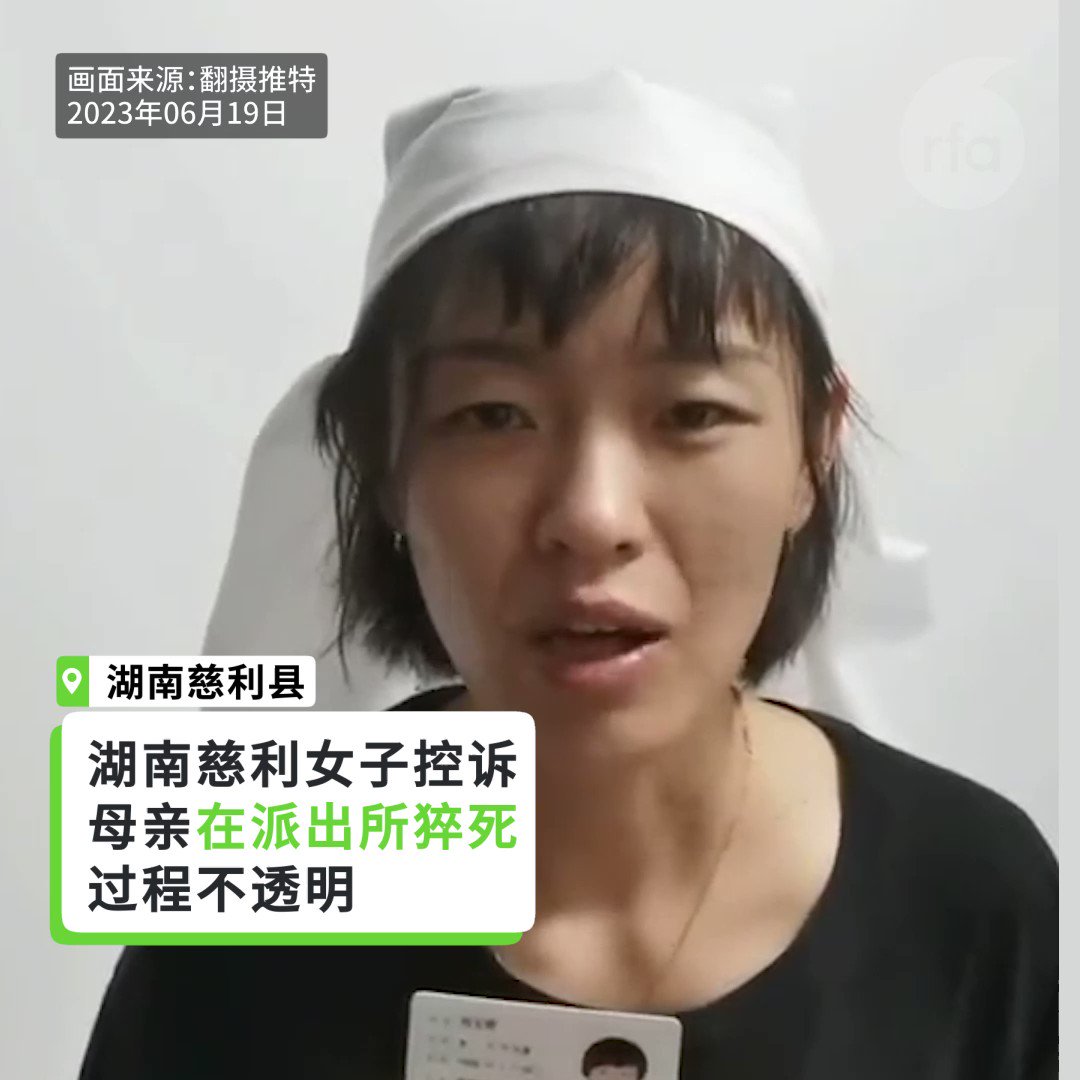 画面来源：翻摄推特
2023年06月19日
rfa
湖南慈利县
湖南慈利女子控诉
母亲在派出所猝死
过程不透明